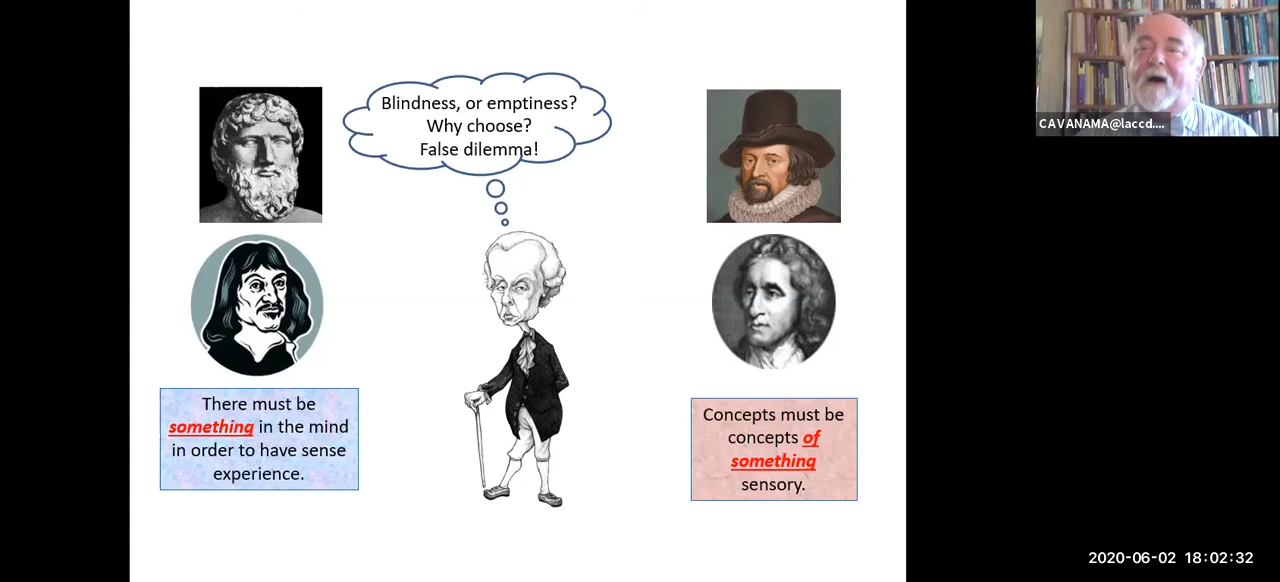 Blindness, or emptiness?
Why choose?
False dilemma!
There must be
something in the mind
in order to have sense
experience.
Concepts must be
concepts of
something
sensory.
CAVANAMA@laccd....
2020-06-02 18:02:32